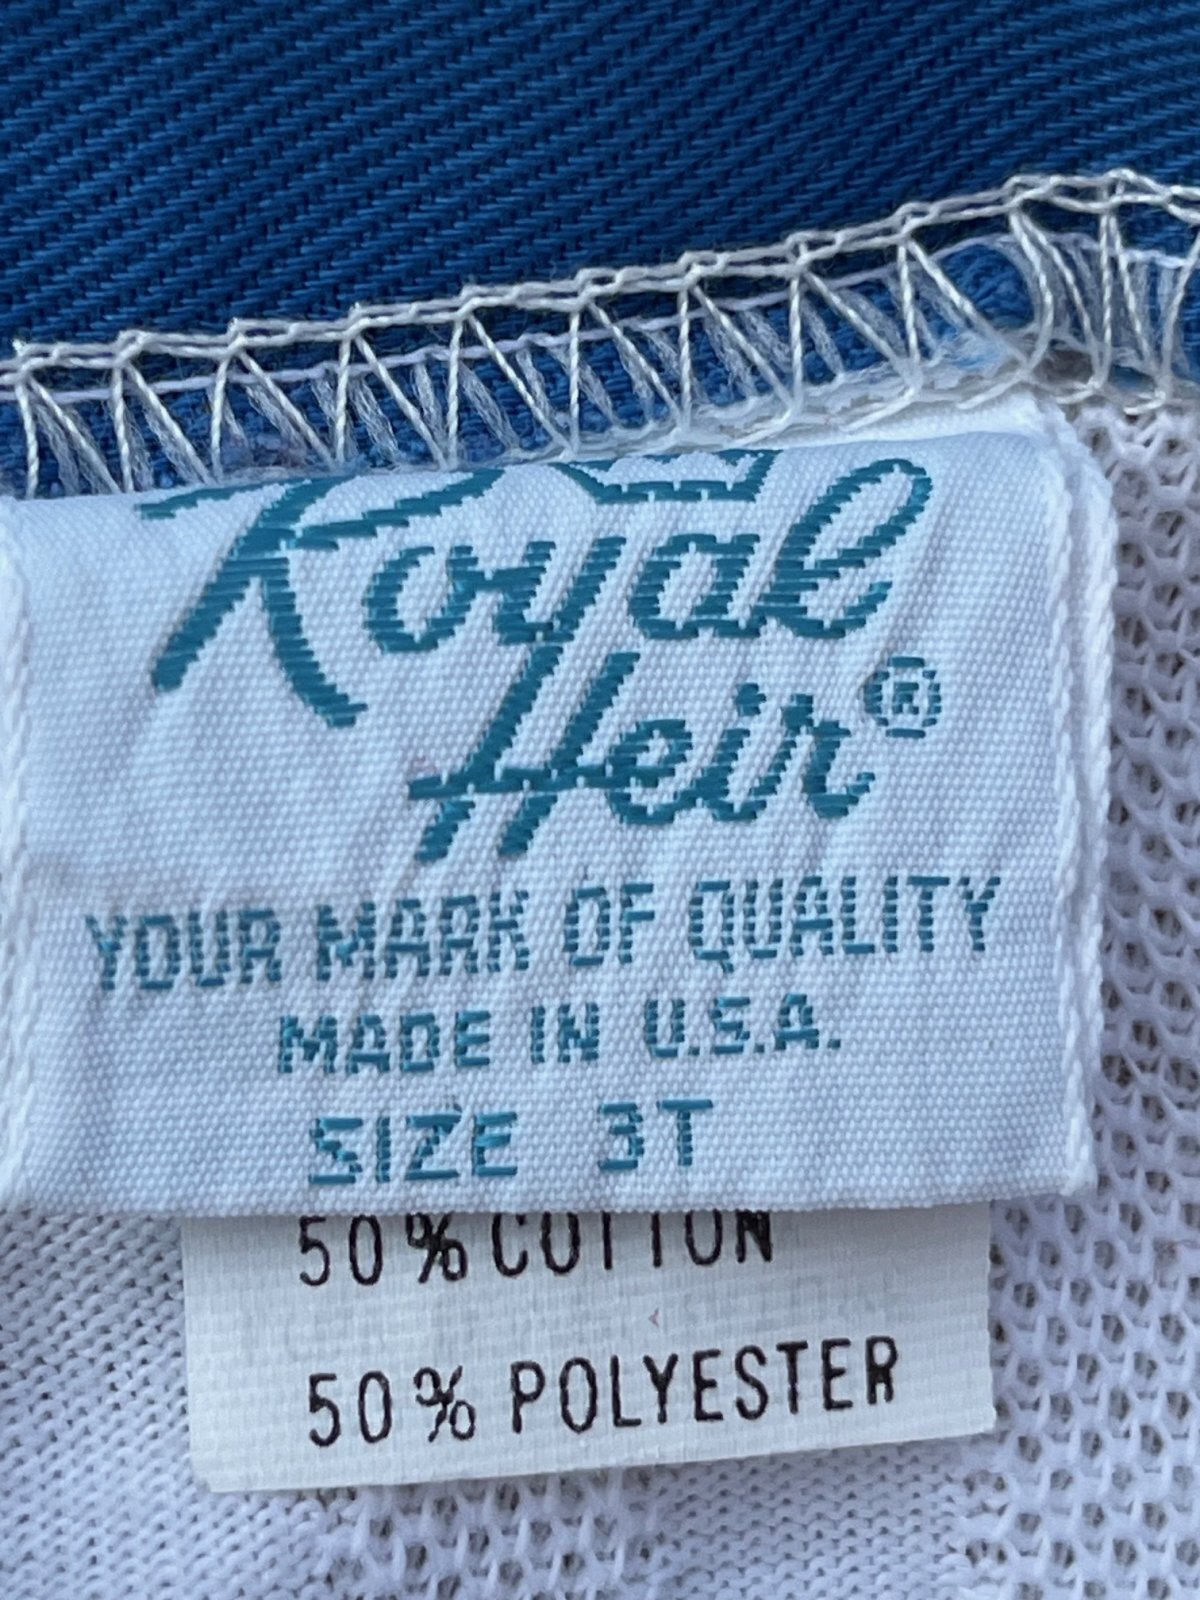 Royal
Heir®
YOUR MARK OF QUALITY
MADE IN U.S.A.
SIZE 3T
50% COTTON
50% POLYESTER